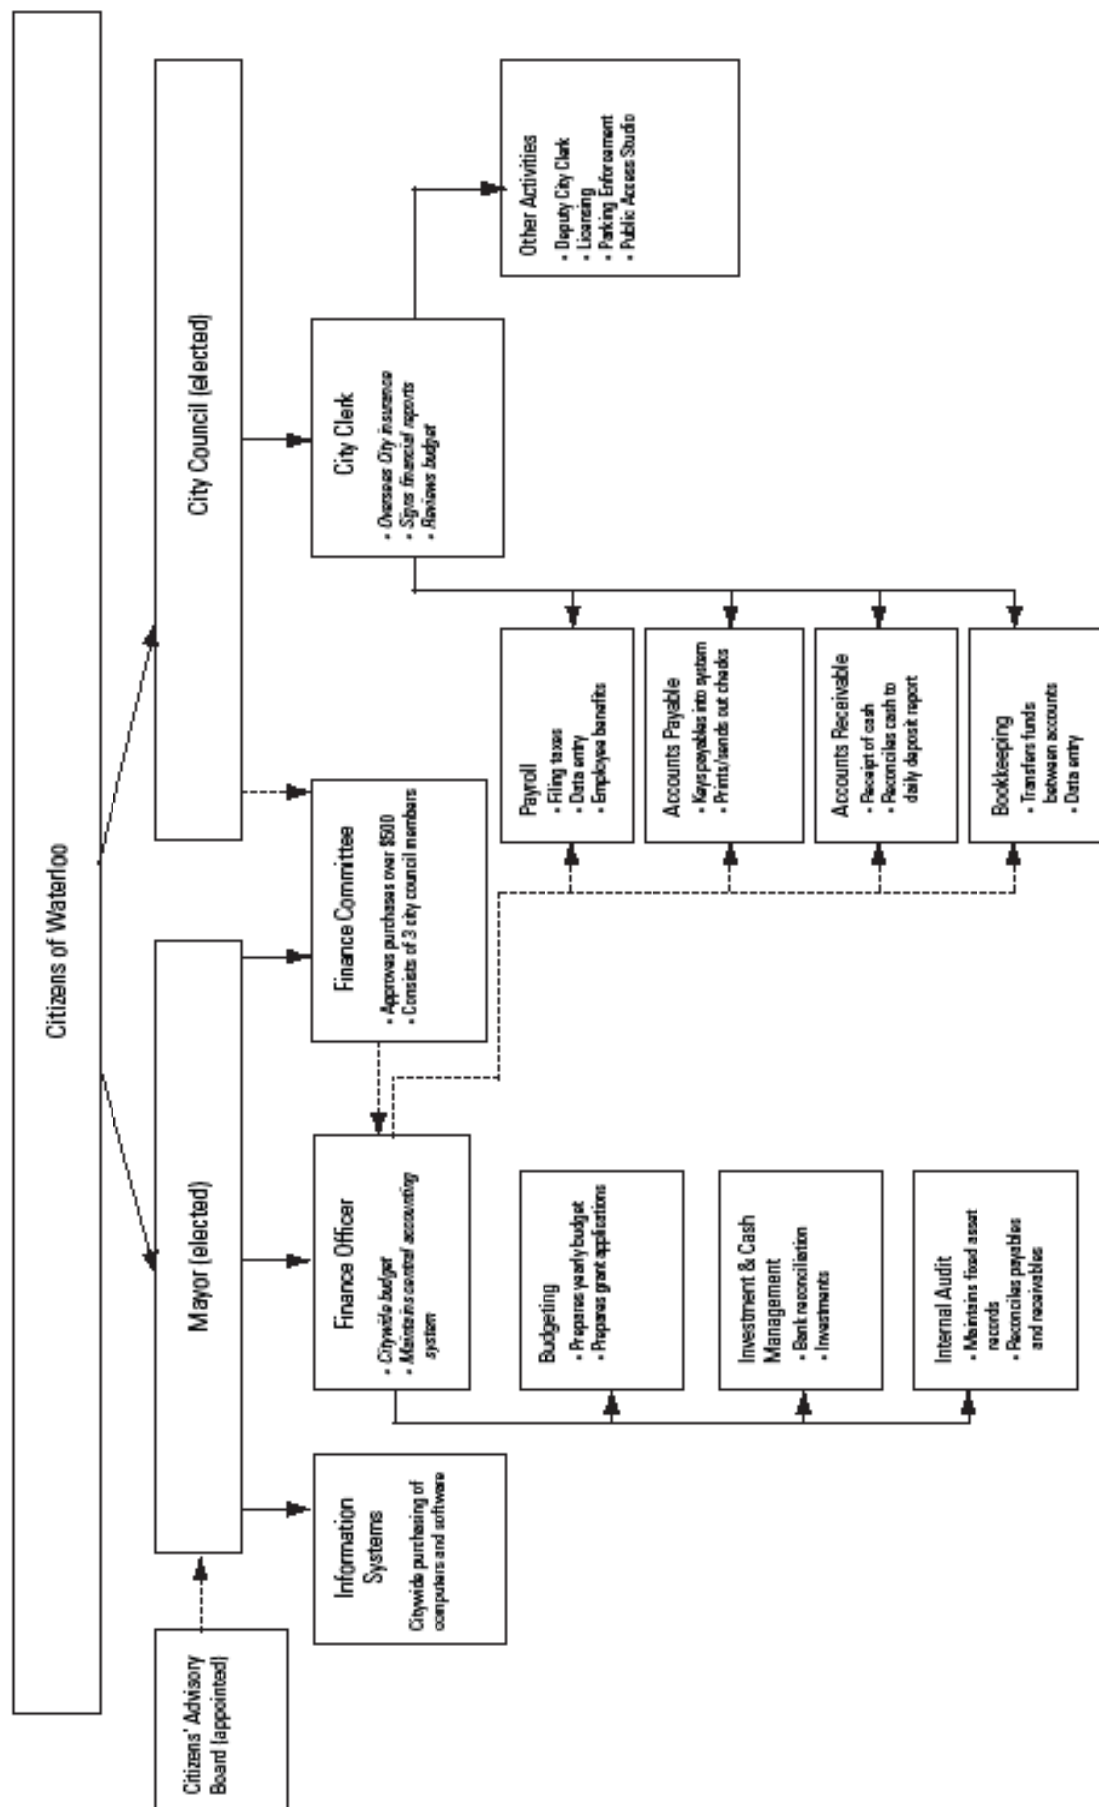 Citizens of Waterloo
Citizens' Advisory
Board (appointed)
Mayor (elected)
City Council (elected)
Information
Systems
Citywide purchasing of
computers and software
Finance Officer
• Citywide budget
• Maintains central accounting
system
Finance Committee
• Approves purchases over $500
• Consists of 3 city council members
City Clerk
• Oversees City insurance
• Signs financial reports
• Reviews budget
Budgeting
• Prepares yearly budget
• Prepares grant applications
Investment & Cash
Management
• Bank reconciliation
• Investments
Internal Audit
• Maintains fixed asset
records
• Reconciles payables
and receivables
Payroll
• Filing taxes
• Data entry
• Employee benefits
Accounts Payable
• Keys payables into system
• Prints/sends out checks
Accounts Receivable
• Receipt of cash
• Reconciles cash to
daily deposit report
Bookkeeping
• Transfers funds
between accounts
• Data entry
Other Activities
• Deputy City Clerk
• Licensing
• Parking Enforcement
• Public Access Studio